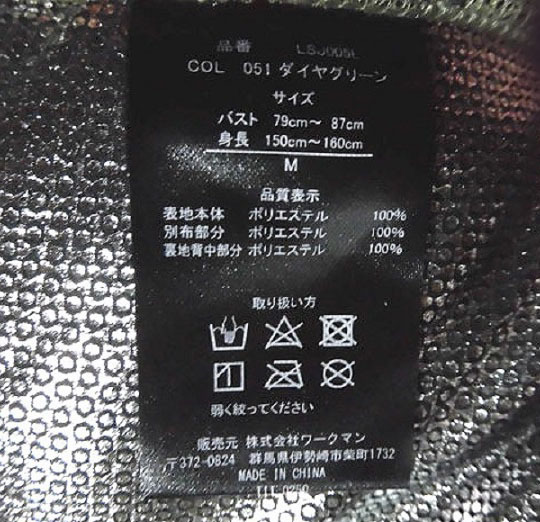 品番 LSJ005L
COL 051 ダイヤグリーン
サイズ
バスト 79cm～ 87cm
身長 150cm～160cm
M
品質表示
表地本体 ポリエステル 100%
別布部分 ポリエステル 100%
裏地背中部分 ポリエステル 100%
取り扱い方
弱く絞ってください
販売元 株式会社ワークマン
〒372-0824 群馬県伊勢崎市柴町1732
MADE IN CHINA